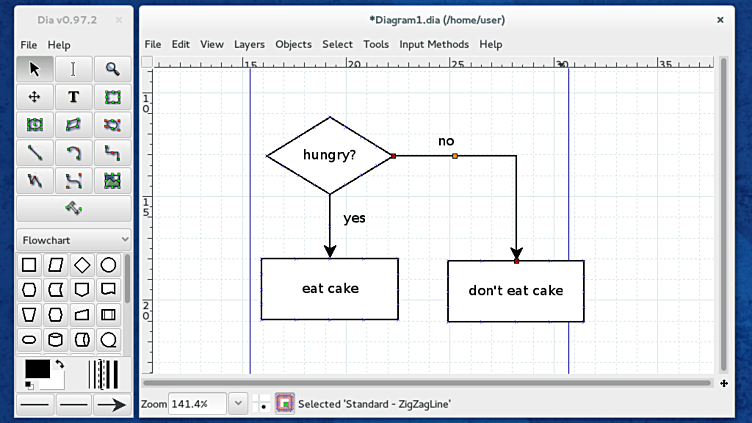 Dia v0.97.2
*Diagram1.dia (/home/user)
File Help
File Edit View Layers Objects Select Tools Input Methods Help
15 20 25 30 35
10
15
20
T
hungry?
no
yes
eat cake
don't eat cake
Flowchart
Zoom 141.4% Selected 'Standard - ZigZagLine'